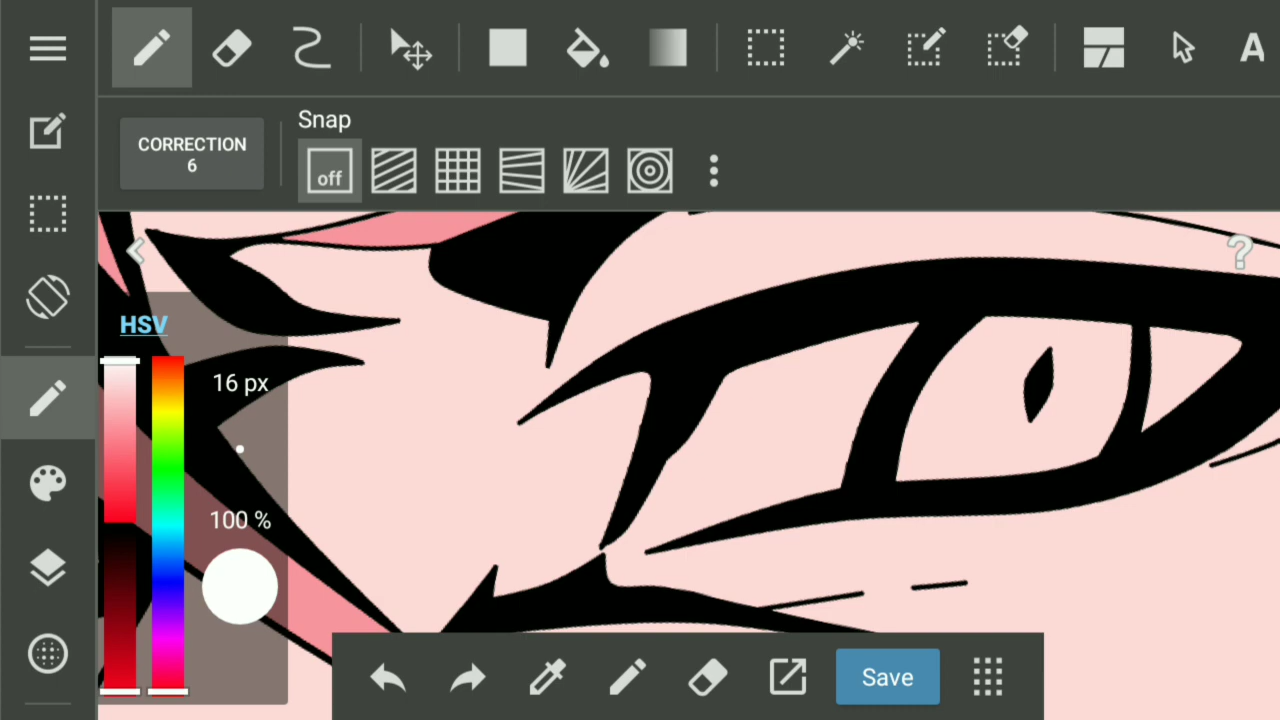 A
CORRECTION
6
Snap
off
?
HSV
16 px
100 %
Save